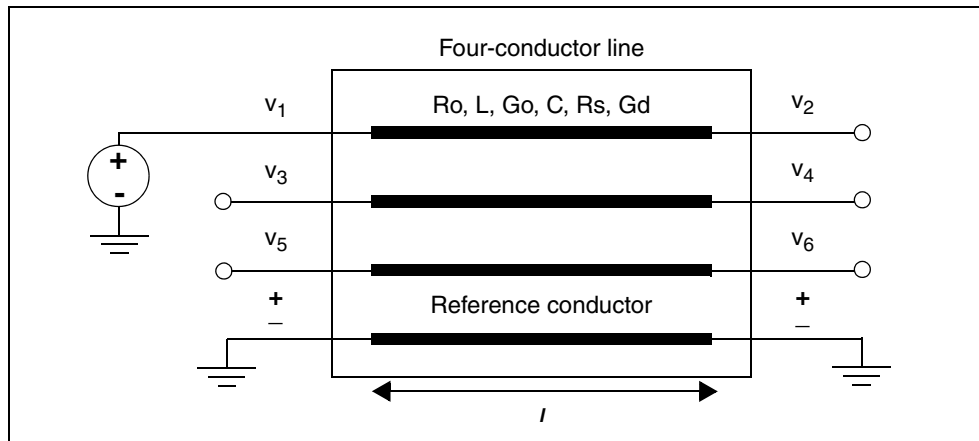 Four-conductor line
v1
Ro, L, Go, C, Rs, Gd
v2
+
-
v3
v4
v5
v6
+
−
Reference conductor
+
−
l